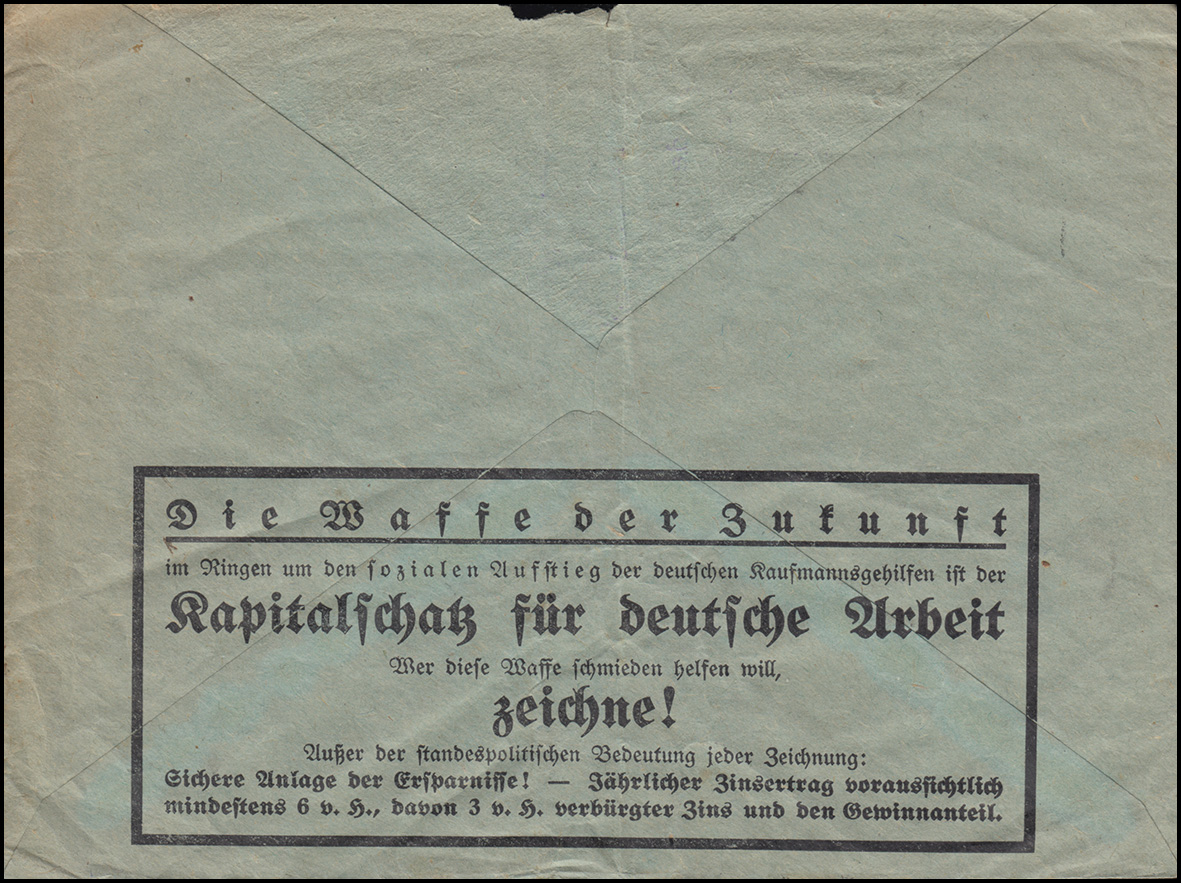 Die Waffe der Zukunft
im Ringen um den sozialen Aufstieg der deutschen Kaufmannsgehilfen ist der
Kapitalschatz für deutsche Arbeit
Wer diese Waffe schmieden helfen will,
zeichne!
Außer der standespolitischen Bedeutung jeder Zeichnung:
Sichere Anlage der Ersparnisse! — Jährlicher Zinsertrag voraussichtlich
mindestens 6 v. H., davon 3 v. H. verbürgter Zins und den Gewinnanteil.